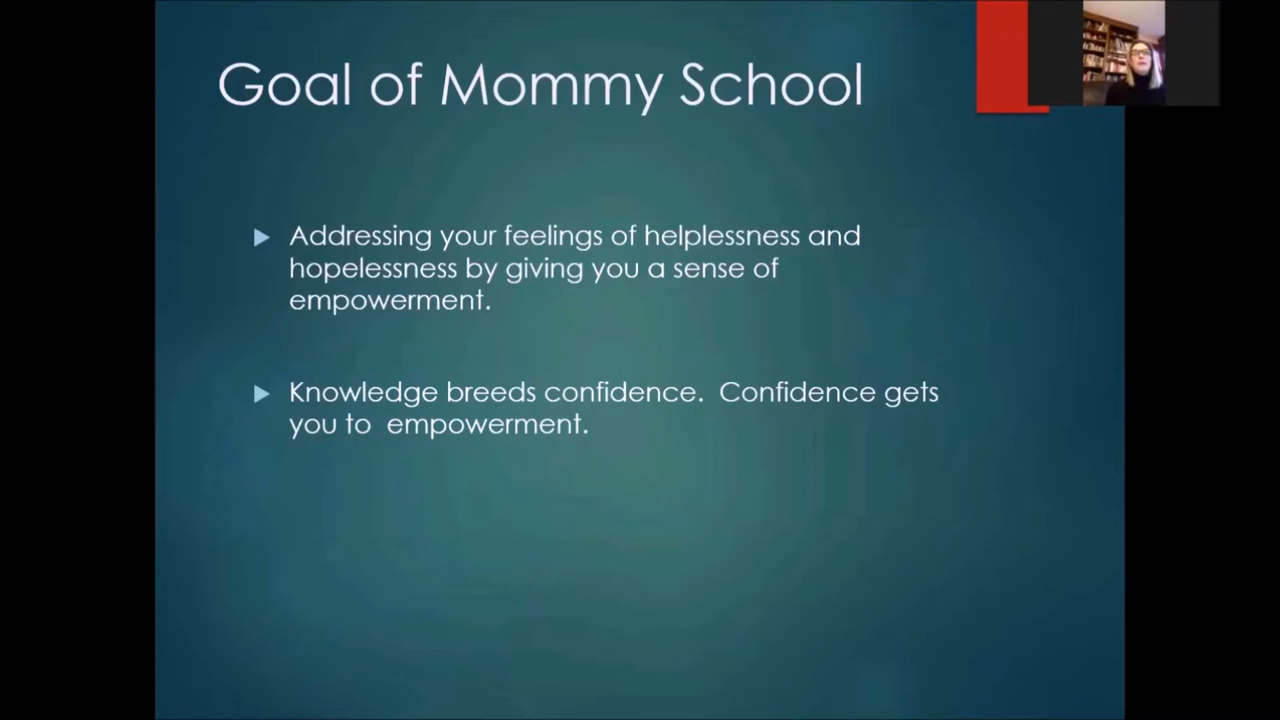 Goal of Mommy School
Addressing your feelings of helplessness and
hopelessness by giving you a sense of
empowerment.
Knowledge breeds confidence.  Confidence gets
you to  empowerment.